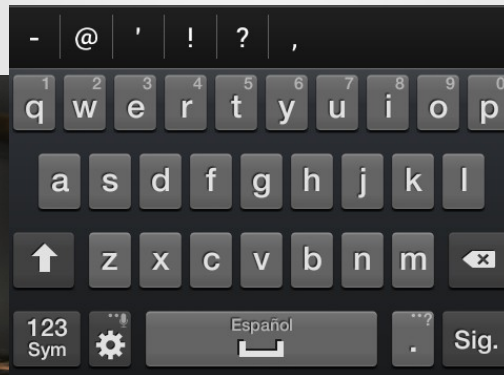 - @ ' ! ? ,
1 2 3 4 5 6 7 8 9 0
q w e r t y u i o p
a s d f g h j k l
z x c v b n m
123 Español ...?
Sym . Sig.